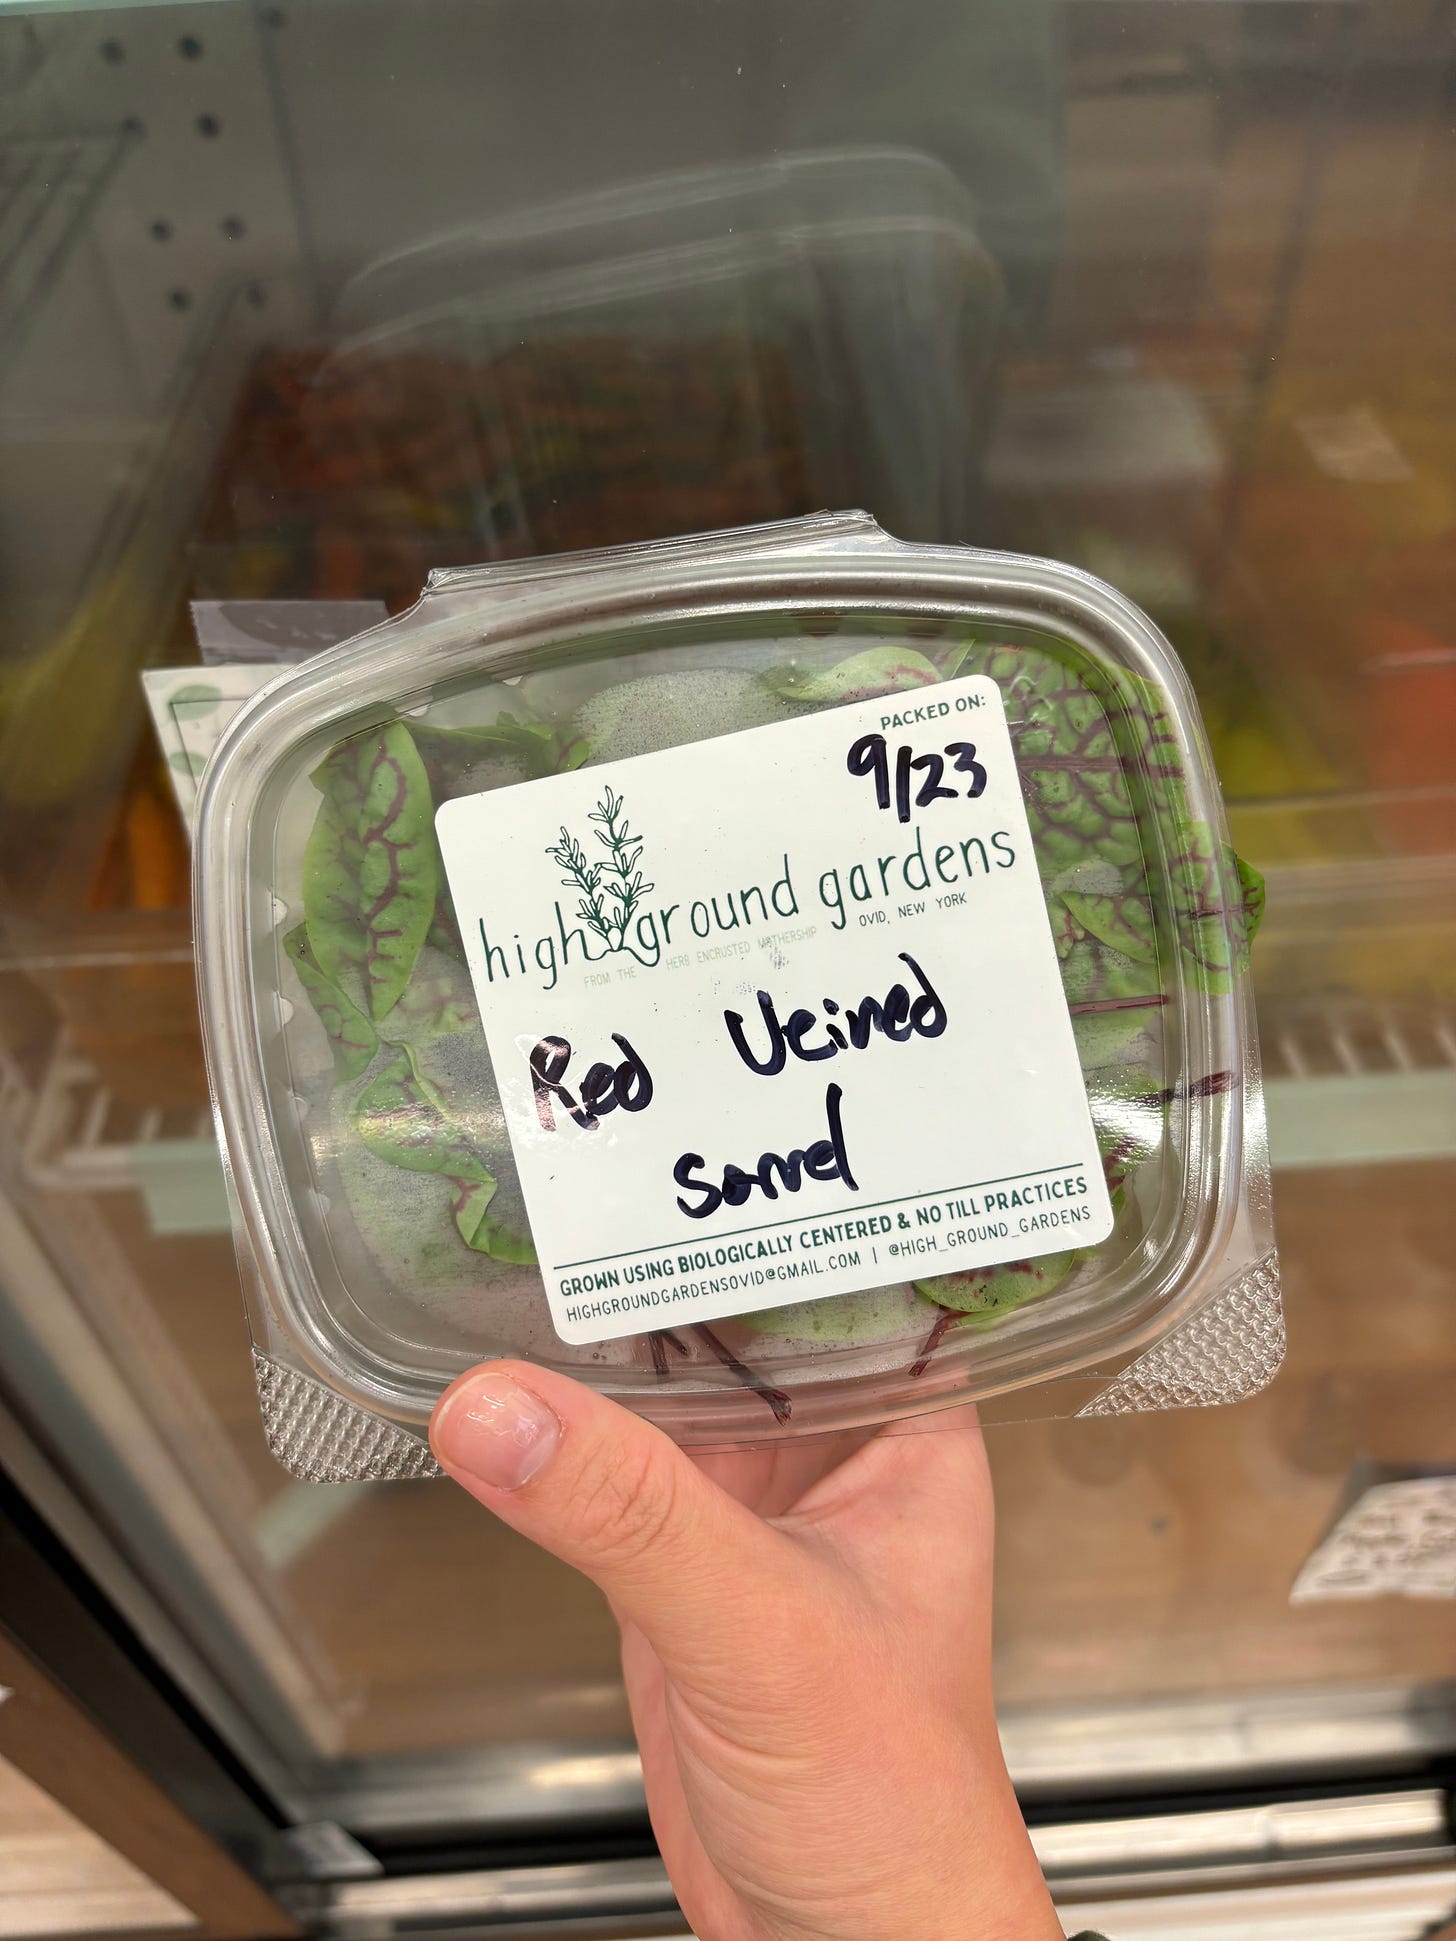 PACKED ON:
9/23
high ground gardens
FROM THE HERB ENCRUSTED MOTHERSHIP
OVID, NEW YORK
Red Veined
Sorrel
GROWN USING BIOLOGICALLY CENTERED & NO TILL PRACTICES
HIGHGROUNDGARDENSOVID@GMAIL.COM | @HIGH_GROUND_GARDENS